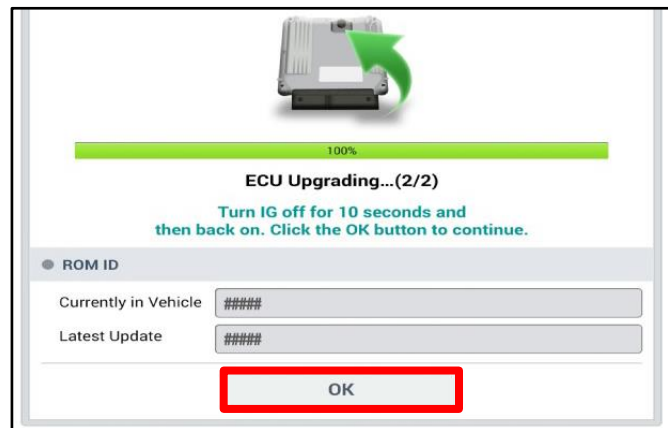 100%
ECU Upgrading...(2/2)
Turn IG off for 10 seconds and
then back on. Click the OK button to continue.
ROM ID
Currently in Vehicle #####
Latest Update #####
OK